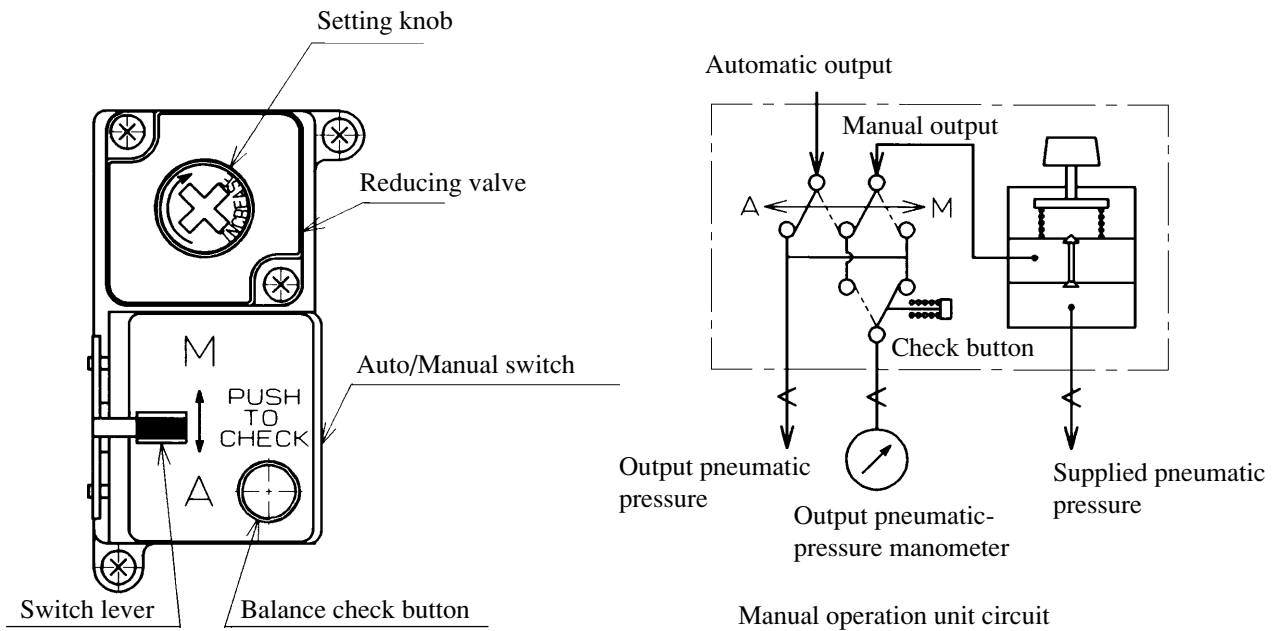 Setting knob
Reducing valve
INCREASE
M
PUSH
TO
CHECK
A
Auto/Manual switch
Switch lever
Balance check button
Automatic output
Manual output
A
M
Check button
Output pneumatic
pressure
Output pneumatic-
pressure manometer
Supplied pneumatic
pressure
Manual operation unit circuit